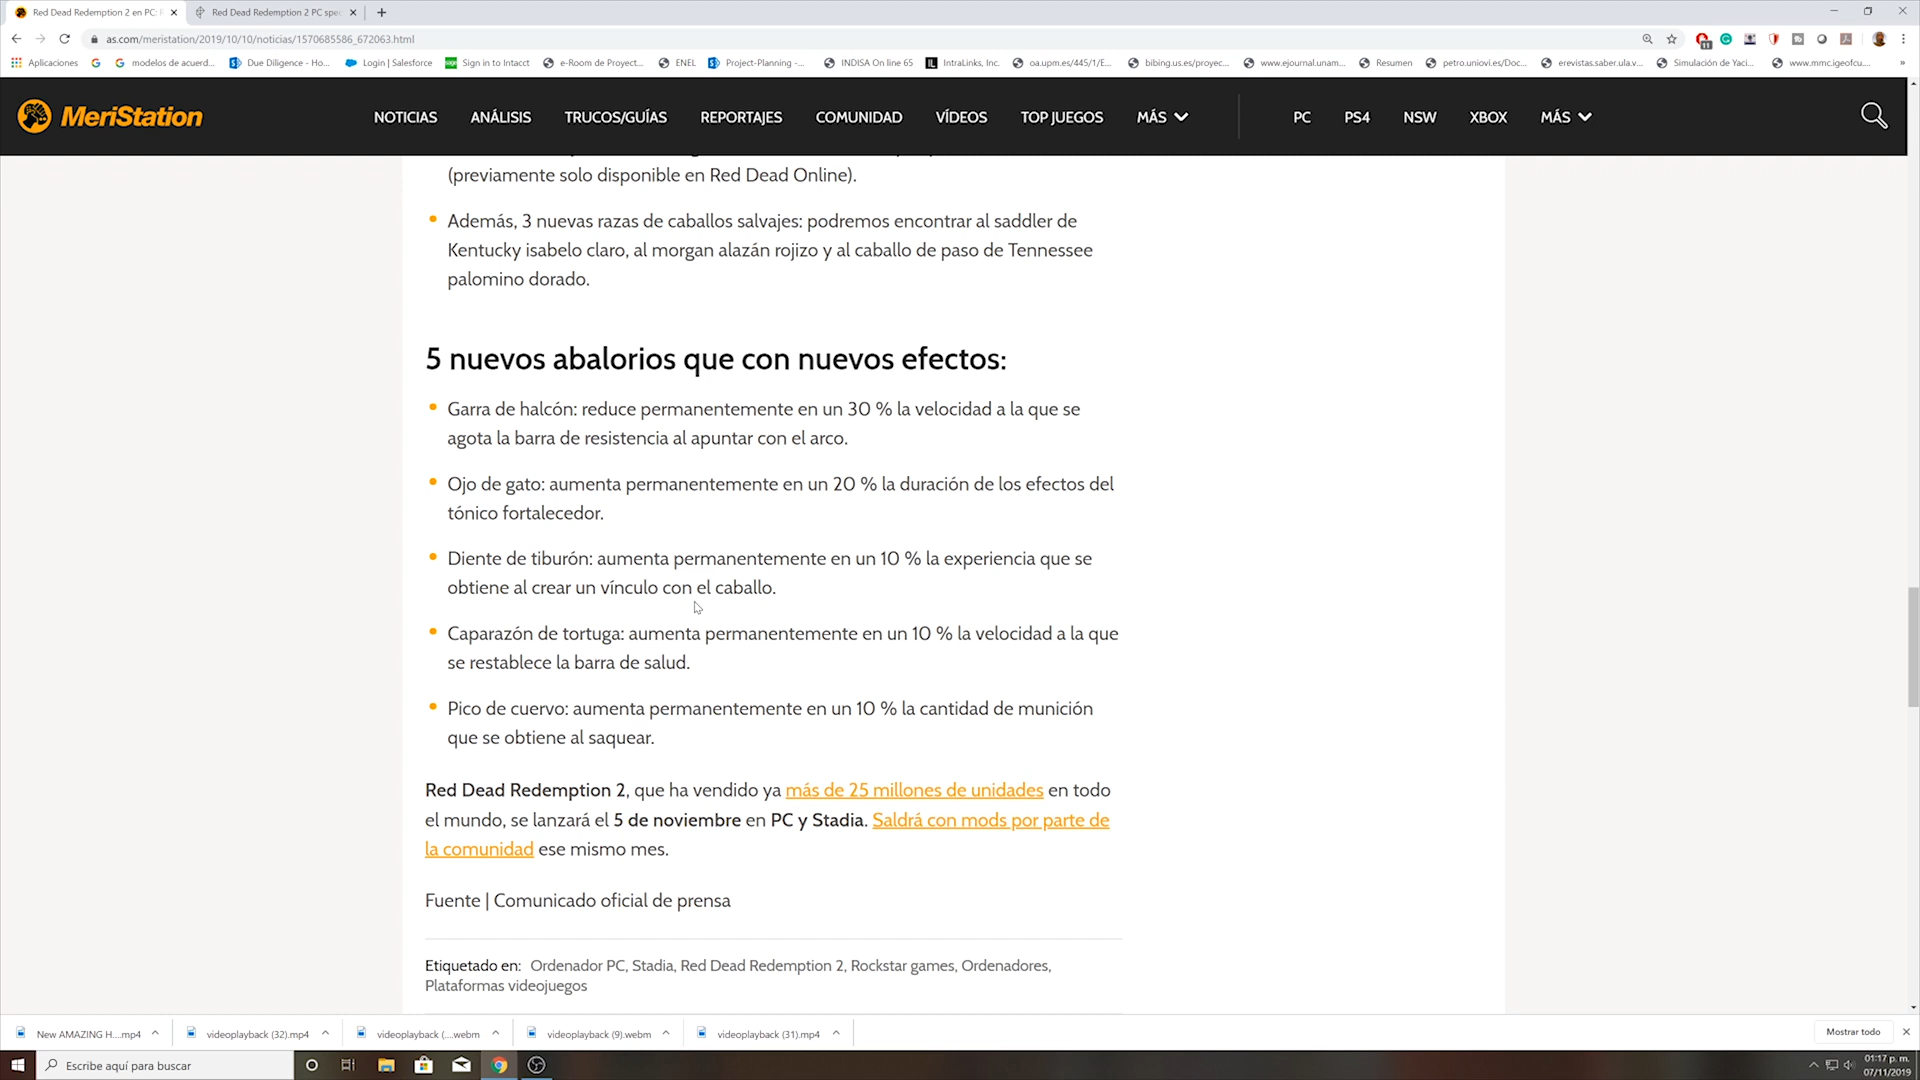 Red Dead Redemption 2 en PC:
Red Dead Redemption 2 PC spec
as.com/meristation/2019/10/10/noticias/1570685586_672063.html
Aplicaciones
modelos de acuerd...
Due Diligence - Ho...
Login | Salesforce
Sign in to Intacct
e-Room de Proyect...
ENEL
Project-Planning -...
INDISA On line 65
IntraLinks, Inc.
oa.upm.es/445/1/E...
bibing.us.es/proyec...
www.ejournal.unam...
Resumen
petro.uniovi.es/Doc...
erevistas.saber.ula.v...
Simulación de Yaci...
www.mmc.igeofcu...
MeriStation
NOTICIAS ANÁLISIS TRUCOS/GUÍAS REPORTAJES COMUNIDAD VÍDEOS TOP JUEGOS MÁS PC PS4 NSW XBOX MÁS
(previamente solo disponible en Red Dead Online).
Además, 3 nuevas razas de caballos salvajes: podremos encontrar al saddler de
Kentucky isabelo claro, al morgan alazán rojizo y al caballo de paso de Tennessee
palomino dorado.
5 nuevos abalorios que con nuevos efectos:
Garra de halcón: reduce permanentemente en un 30 % la velocidad a la que se
agota la barra de resistencia al apuntar con el arco.
Ojo de gato: aumenta permanentemente en un 20 % la duración de los efectos del
tónico fortalecedor.
Diente de tiburón: aumenta permanentemente en un 10 % la experiencia que se
obtiene al crear un vínculo con el caballo.
Caparazón de tortuga: aumenta permanentemente en un 10 % la velocidad a la que
se restablece la barra de salud.
Pico de cuervo: aumenta permanentemente en un 10 % la cantidad de munición
que se obtiene al saquear.
Red Dead Redemption 2, que ha vendido ya más de 25 millones de unidades en todo
el mundo, se lanzará el 5 de noviembre en PC y Stadia. Saldrá con mods por parte de
la comunidad ese mismo mes.
Fuente | Comunicado oficial de prensa
Etiquetado en: Ordenador PC, Stadia, Red Dead Redemption 2, Rockstar games, Ordenadores,
Plataformas videojuegos
New AMAZING H....mp4
videoplayback (32).mp4
videoplayback (....webm
videoplayback (9).webm
videoplayback (31).mp4
Mostrar todo
Escribe aquí para buscar
01:17 p. m.
07/11/2019